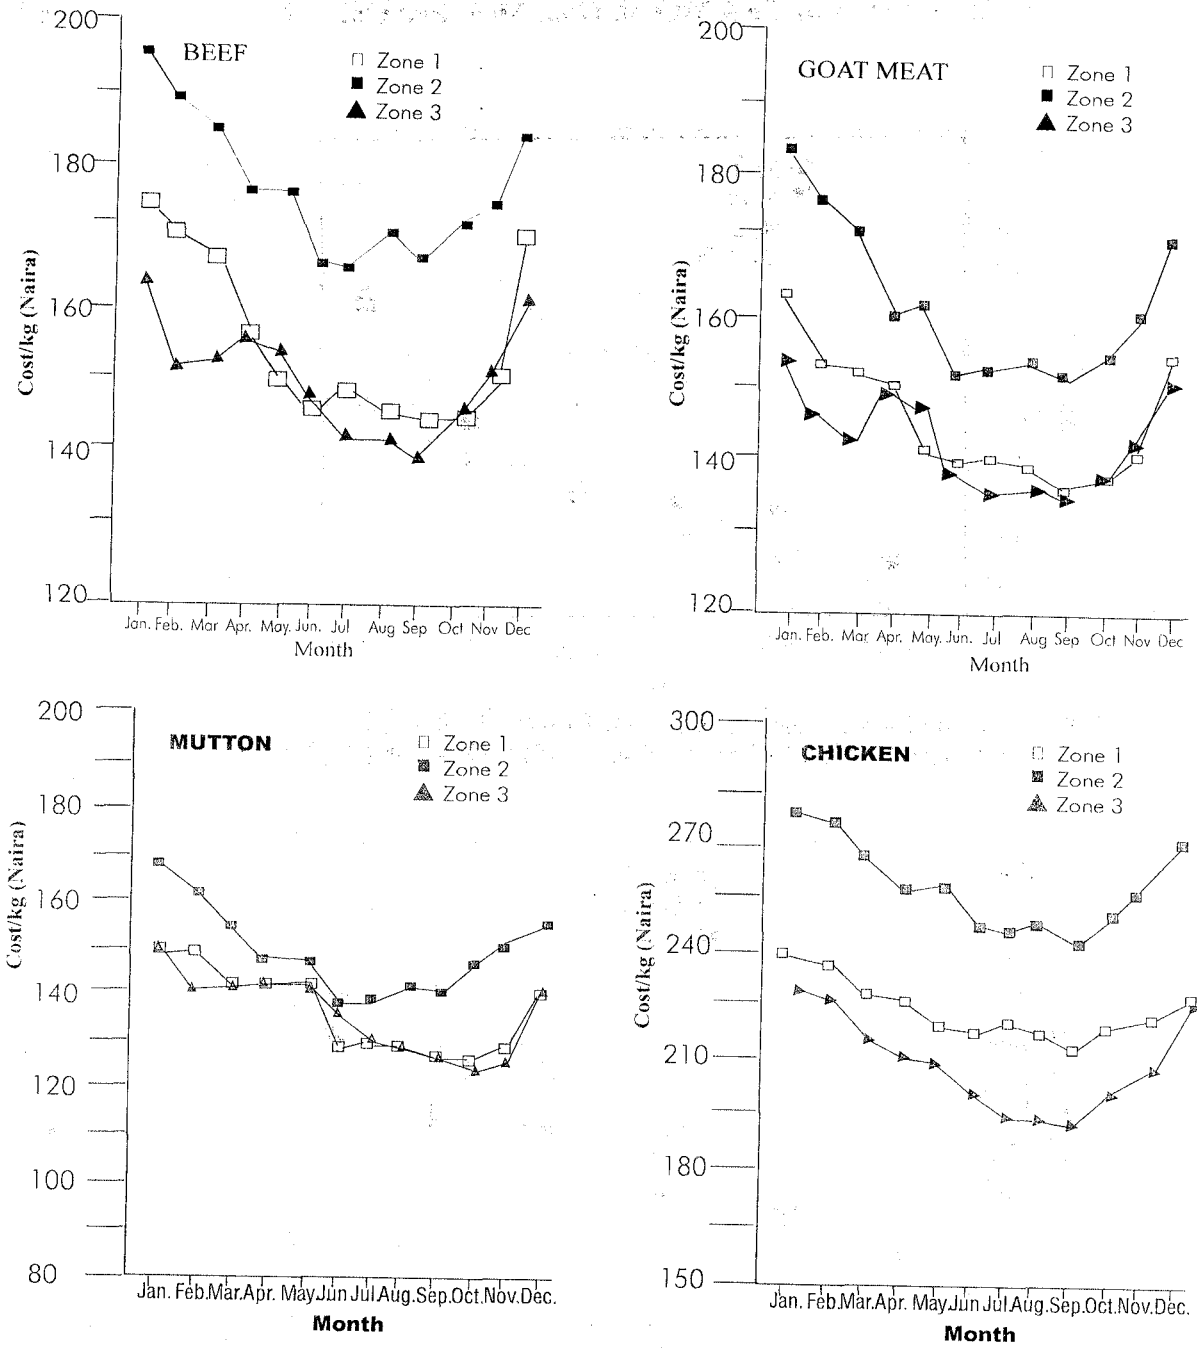 BEEF
Zone 1
Zone 2
Zone 3
200
180
160
140
120
Cost/kg (Naira)
Jan. Feb. Mar Apr. May. Jun. Jul Aug Sep Oct Nov Dec
Month
GOAT MEAT
Zone 1
Zone 2
Zone 3
200
180
160
140
120
Cost/kg (Naira)
Jan. Feb. Mar. Apr. May. Jun. Jul Aug Sep Oct Nov Dec
Month
MUTTON
Zone 1
Zone 2
Zone 3
200
180
160
140
120
100
80
Cost/kg (Naira)
Jan. Feb. Mar. Apr. May. Jun Jul. Aug. Sep. Oct. Nov. Dec.
Month
CHICKEN
Zone 1
Zone 2
Zone 3
300
270
240
210
180
150
Cost/kg (Naira)
Jan. Feb. Mar. Apr. May. Jun Jul. Aug. Sep. Oct. Nov. Dec.
Month